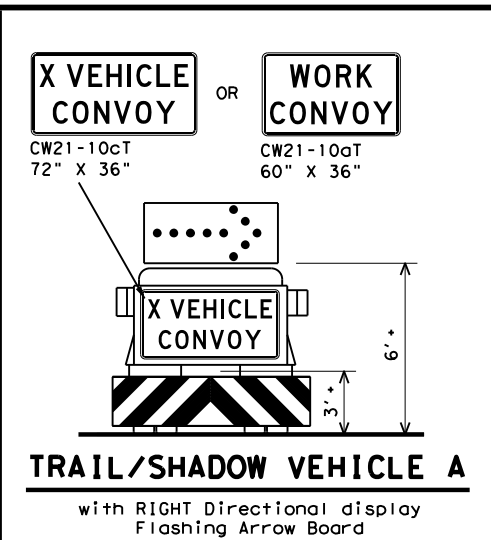 X VEHICLE
CONVOY
OR
WORK
CONVOY
CW21-10cT
72" X 36"
CW21-10aT
60" X 36"
X VEHICLE
CONVOY
6' +
3' +
TRAIL/SHADOW VEHICLE A
with RIGHT Directional display
Flashing Arrow Board